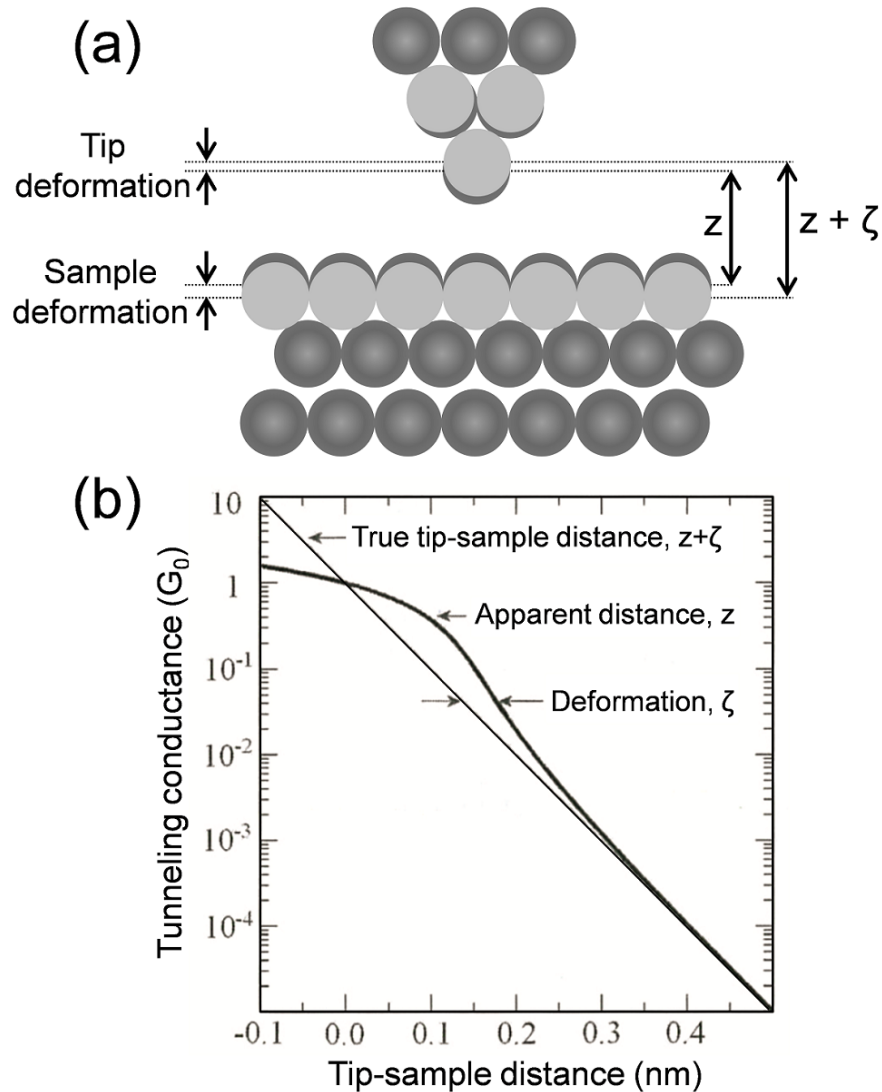 (a)
Tip
deformation
z
z + ζ
Sample
deformation
(b)
10
1
10⁻¹
10⁻²
10⁻³
10⁻⁴
Tunneling conductance (G₀)
True tip-sample distance, z+ζ
Apparent distance, z
Deformation, ζ
-0.1 0.0 0.1 0.2 0.3 0.4
Tip-sample distance (nm)